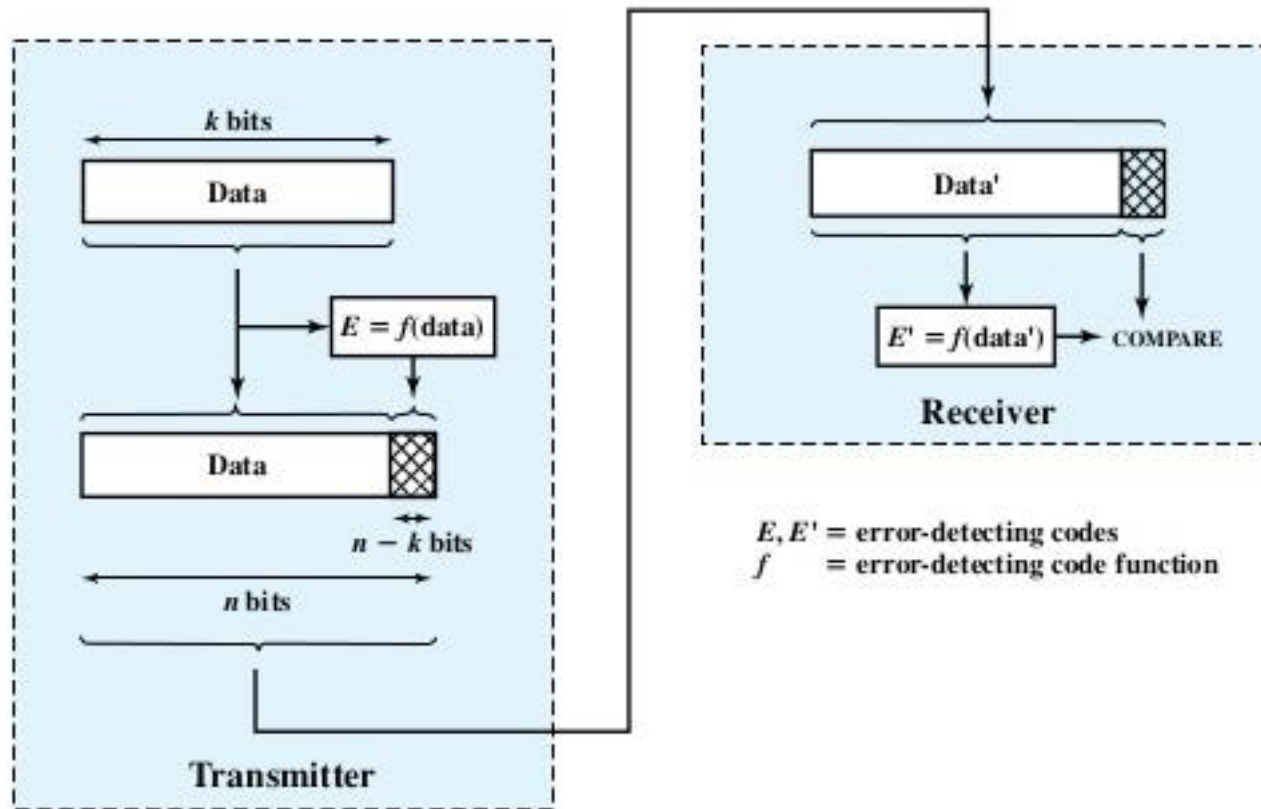 k bits
Data
E = f(data)
Data
n − k bits
n bits
Transmitter
Data'
E' = f(data')
COMPARE
Receiver
E, E' = error-detecting codes
f = error-detecting code function